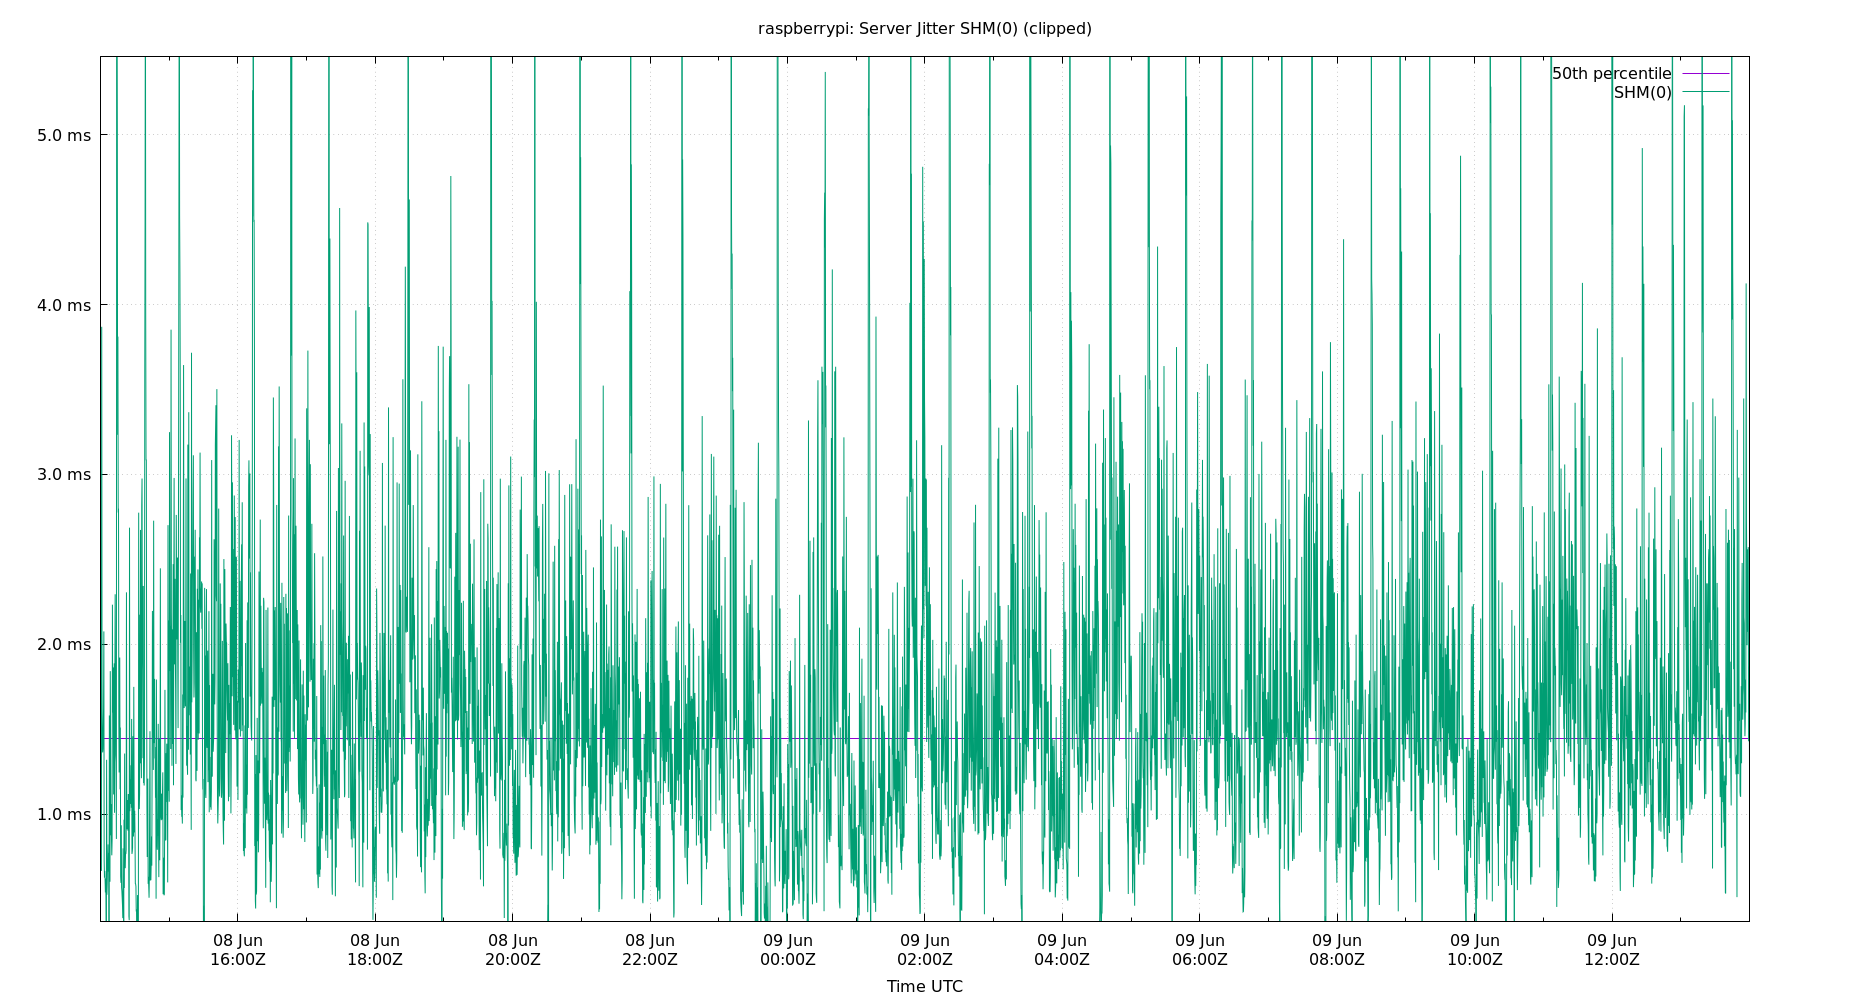 raspberrypi: Server Jitter SHM(0) (clipped)
50th percentile
SHM(0)
5.0 ms
4.0 ms
3.0 ms
2.0 ms
1.0 ms
08 Jun 08 Jun 08 Jun 08 Jun 09 Jun 09 Jun 09 Jun 09 Jun 09 Jun 09 Jun 09 Jun
16:00Z 18:00Z 20:00Z 22:00Z 00:00Z 02:00Z 04:00Z 06:00Z 08:00Z 10:00Z 12:00Z
Time UTC